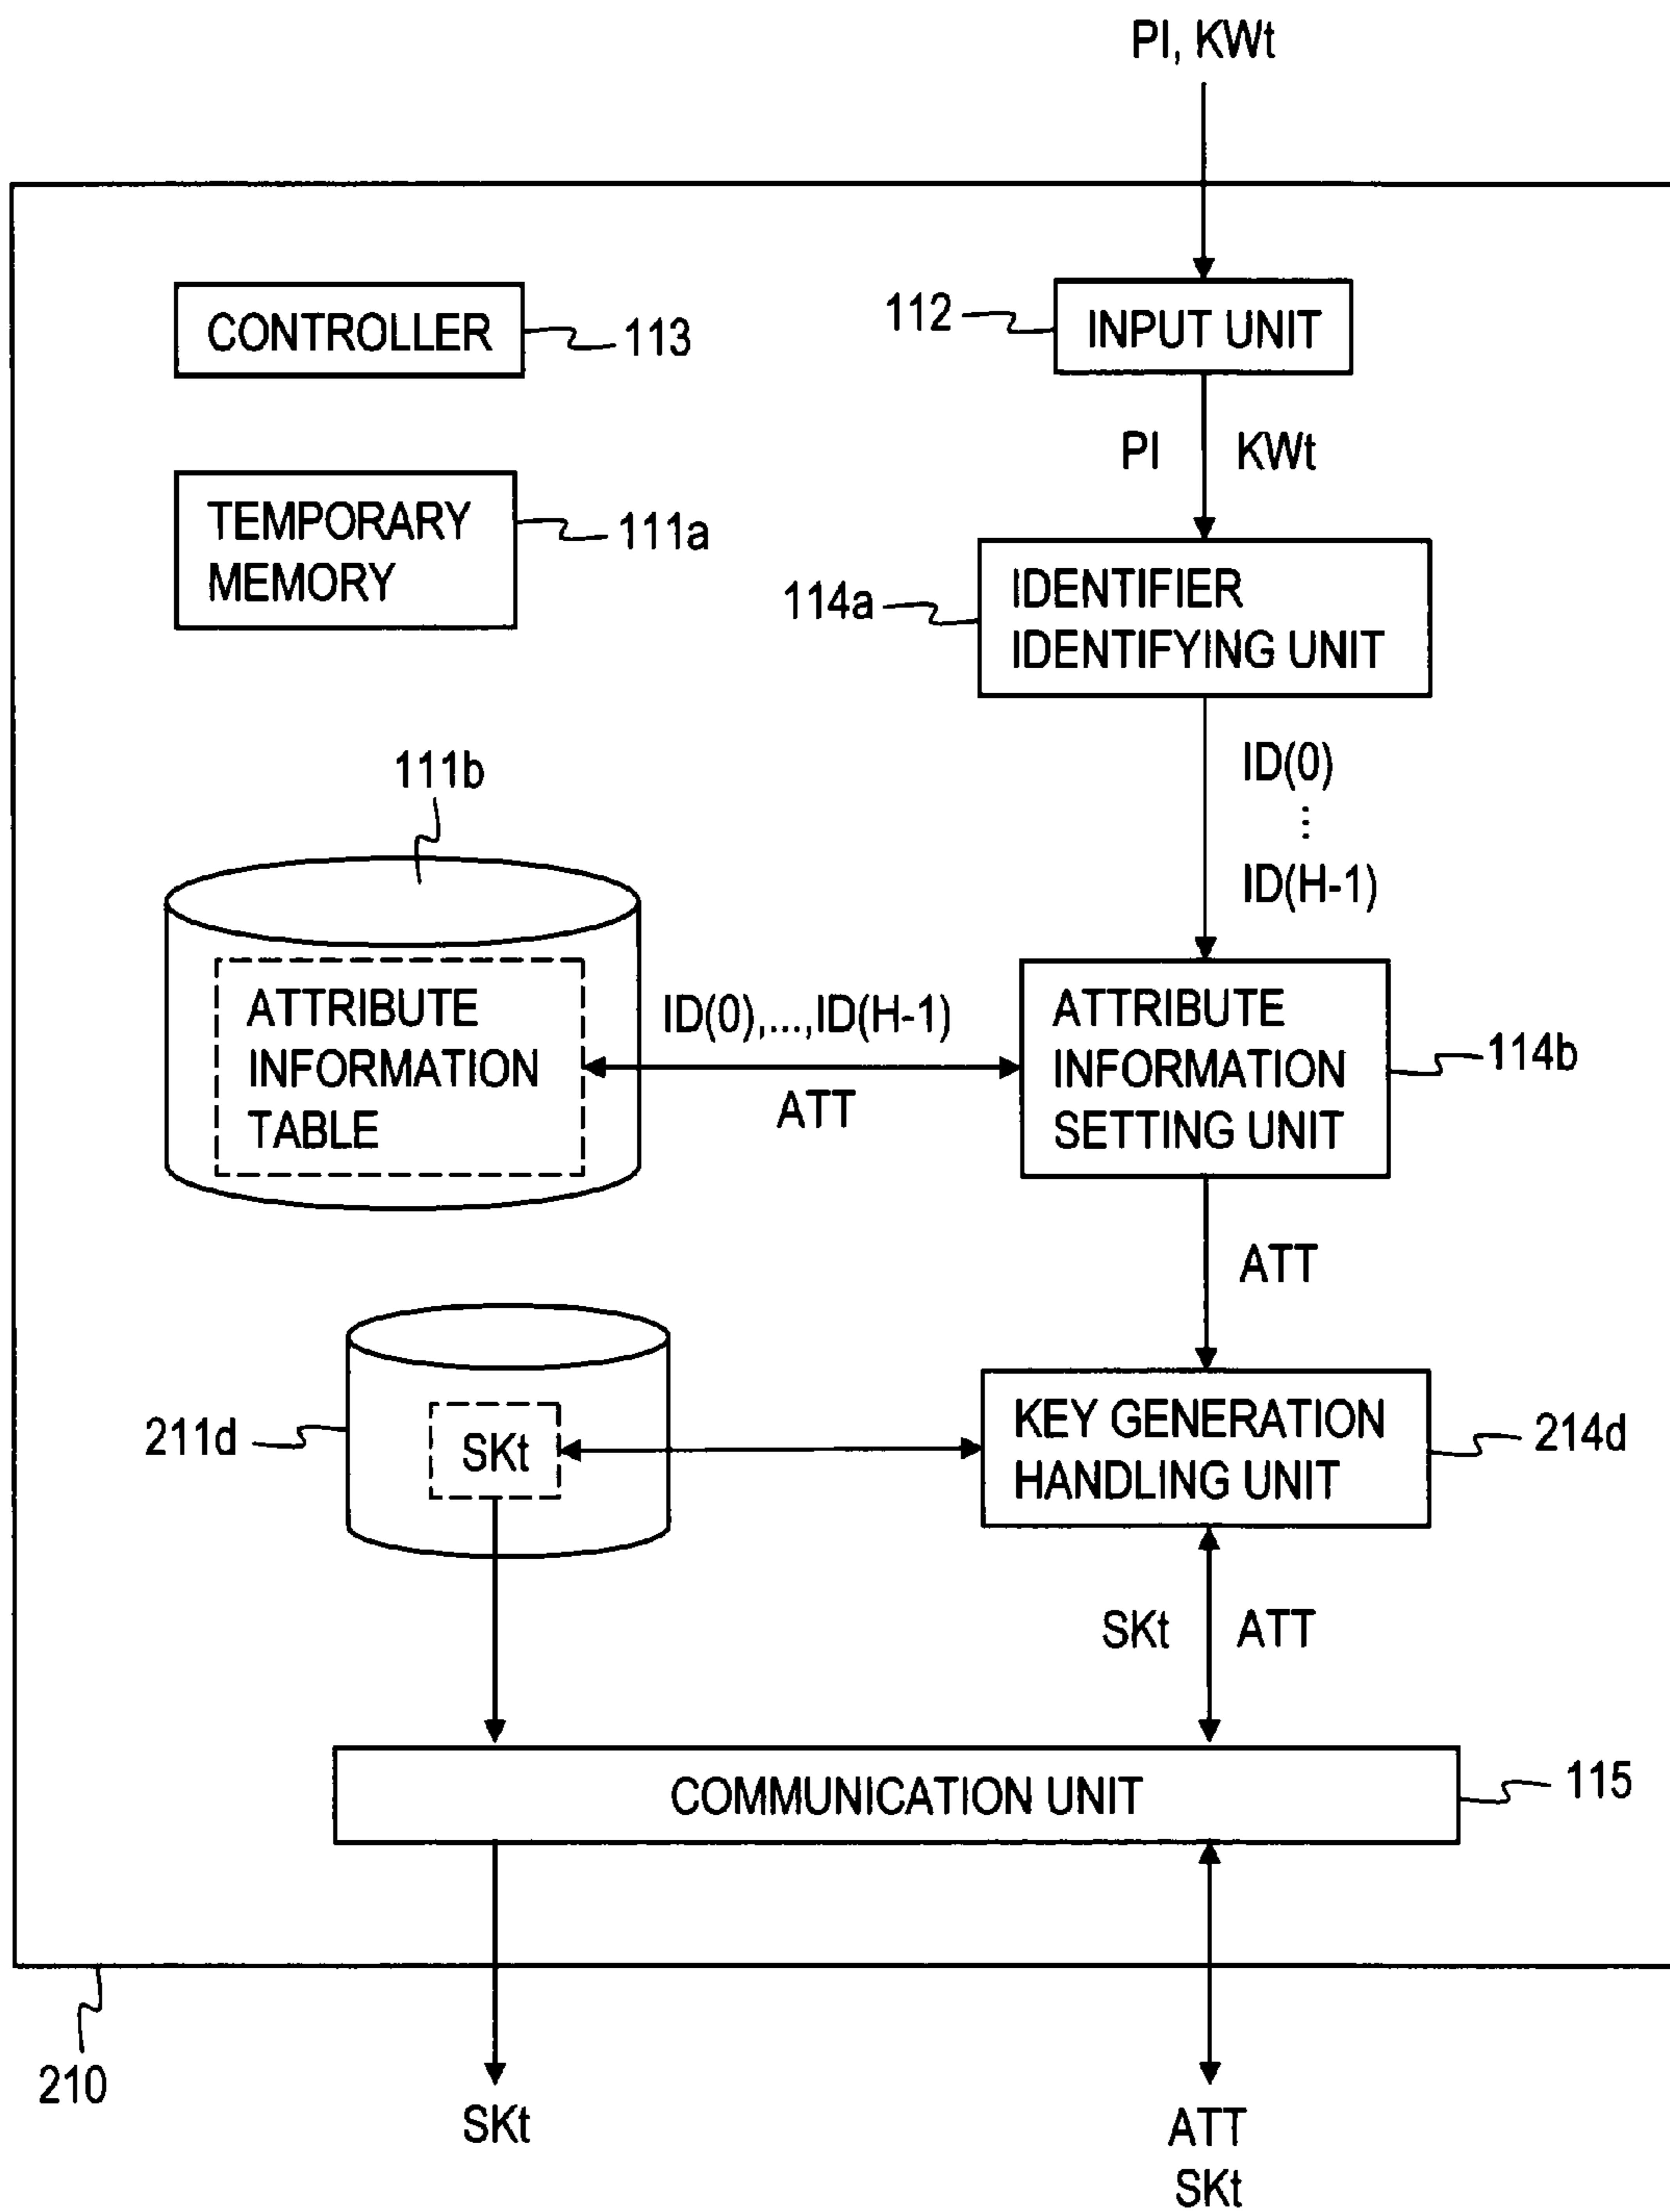 PI, KWt
CONTROLLER
113
112
INPUT UNIT
PI
KWt
TEMPORARY
MEMORY
111a
114a
IDENTIFIER
IDENTIFYING UNIT
ID(0)
⋮
ID(H-1)
111b
ATTRIBUTE
INFORMATION
TABLE
ID(0),...,ID(H-1)
ATT
ATTRIBUTE
INFORMATION
SETTING UNIT
114b
ATT
211d
SKt
KEY GENERATION
HANDLING UNIT
214d
SKt
ATT
COMMUNICATION UNIT
115
210
SKt
ATT
SKt